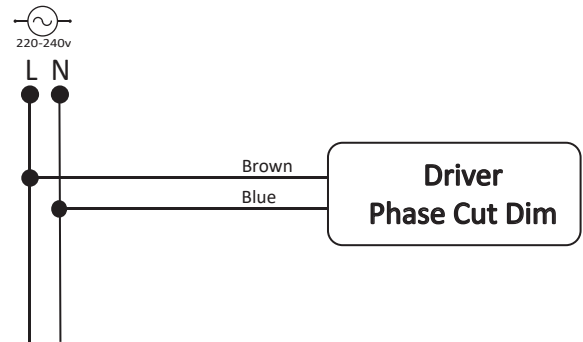 220-240v
L N
Brown
Blue
Driver
Phase Cut Dim